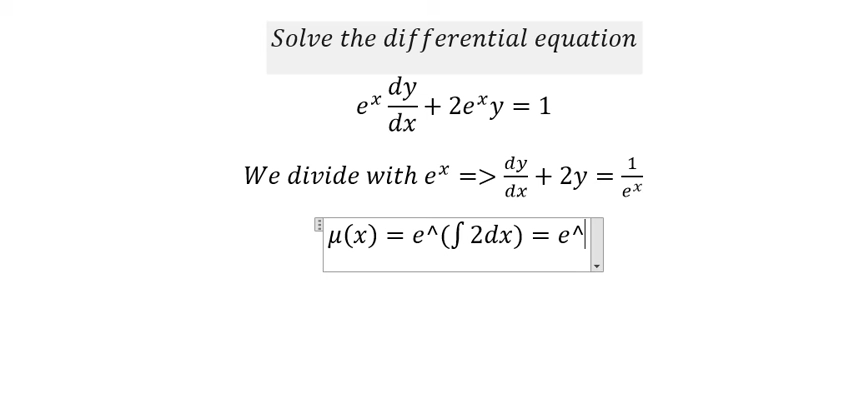 Solve the differential equation
e^x dy/dx + 2e^x y = 1
We divide with e^x => dy/dx + 2y = 1/e^x
μ(x) = e^(∫ 2dx) = e^